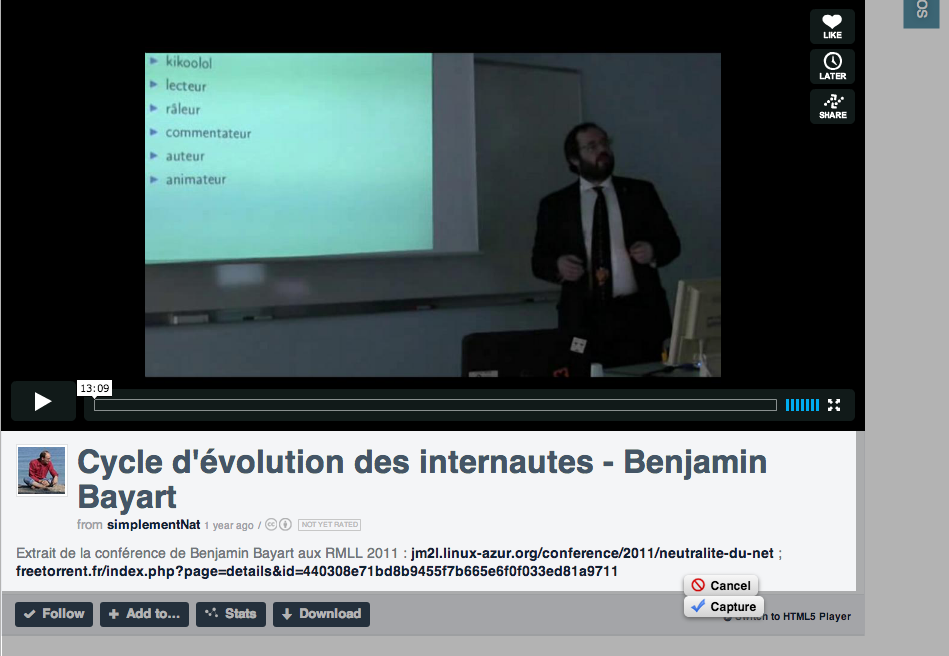 OS
LIKE
LATER
SHARE
kikoolol
lecteur
râleur
commentateur
auteur
animateur
13:09
Cycle d'évolution des internautes - Benjamin
Bayart
from simplementNat 1 year ago / cc NOT YET RATED
Extrait de la conférence de Benjamin Bayart aux RMLL 2011 : jm2l.linux-azur.org/conference/2011/neutralite-du-net ;
freetorrent.fr/index.php?page=details&id=440308e71bd8b9455f7b665e6f0f033ed81a9711
Cancel
Capture
Follow
Add to...
Stats
Download
Switch to HTML5 Player